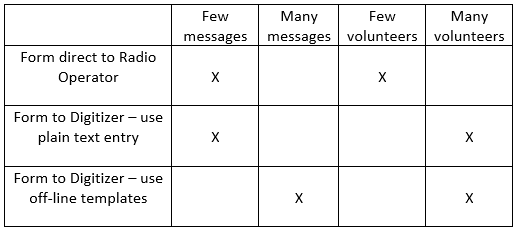 Few messages	Many messages	Few volunteers	Many volunteers
Form direct to Radio Operator	X		X	
Form to Digitizer – use plain text entry	X			X
Form to Digitizer – use off-line templates		X		X